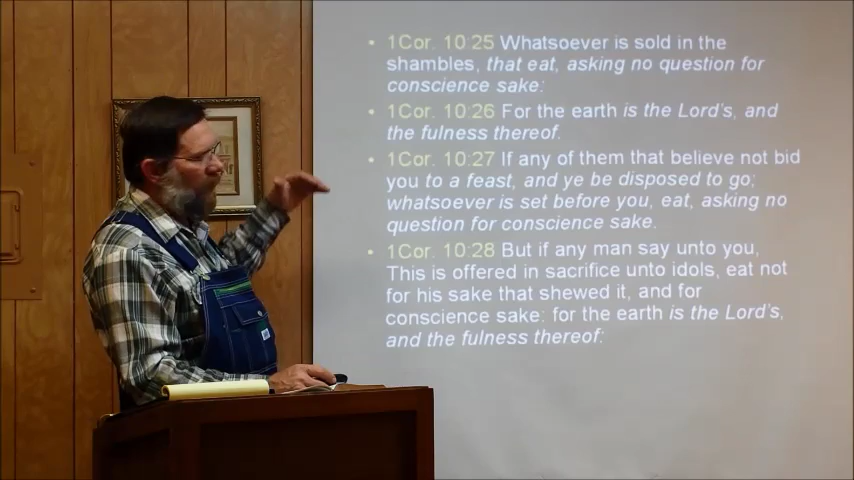 • 1Cor. 10:25 Whatsoever is sold in the
shambles, that eat, asking no question for
conscience sake:
• 1Cor. 10:26 For the earth is the Lord's, and
the fulness thereof.
• 1Cor. 10:27 If any of them that believe not bid
you to a feast, and ye be disposed to go;
whatsoever is set before you, eat, asking no
question for conscience sake.
• 1Cor. 10:28 But if any man say unto you,
This is offered in sacrifice unto idols, eat not
for his sake that shewed it, and for
conscience sake: for the earth is the Lord's,
and the fulness thereof: